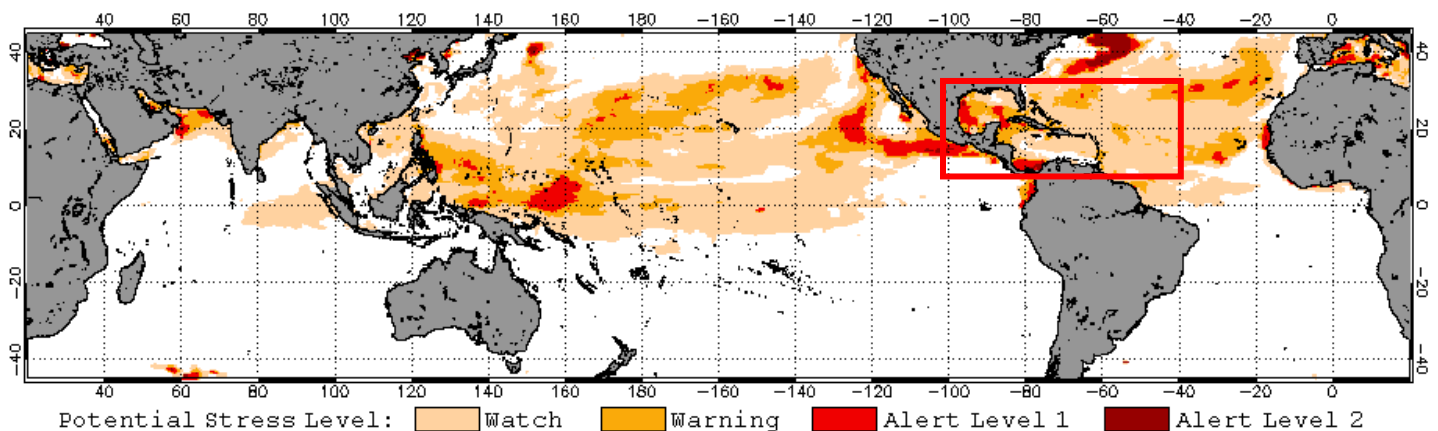 40 60 80 100 120 140 160 180 −160 −140 −120 −100 −80 −60 −40 −20 0
40 40
20 20
0 0
−20 −20
−40 −40
40 60 80 100 120 140 160 180 −160 −140 −120 −100 −80 −60 −40 −20 0
Potential Stress Level: Watch Warning Alert Level 1 Alert Level 2